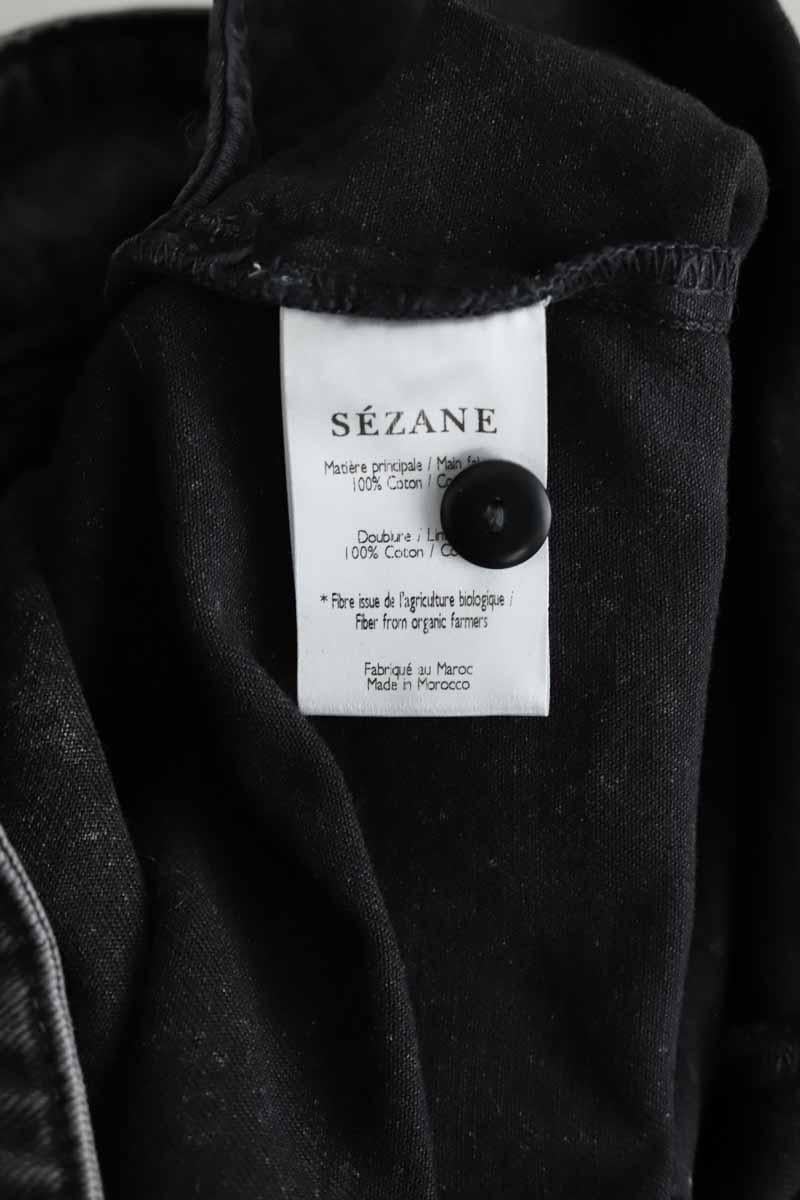 SÉZANE
Matière principale / Main
100% Coton /
Doublure /
100% Coton /
* Fibre issue de l'agriculture biologique /
Fiber from organic farmers
Fabriqué au Maroc
Made in Morocco